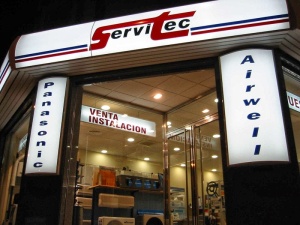 ServiTec
Panasonic
VENTA
INSTALACION
Airwell